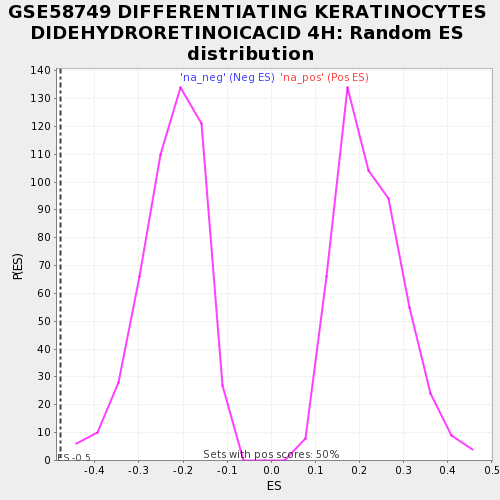 GSE58749 DIFFERENTIATING KERATINOCYTES
DIDEHYDRORETINOICACID 4H: Random ES
distribution
'na_neg' (Neg ES) 'na_pos' (Pos ES)
140
130
120
110
100
90
80
70
60
50
40
30
20
10
0
P(ES)
ES -0.5
Sets with pos scores: 50%
-0.4 -0.3 -0.2 -0.1 0.0 0.1 0.2 0.3 0.4 0.5
ES